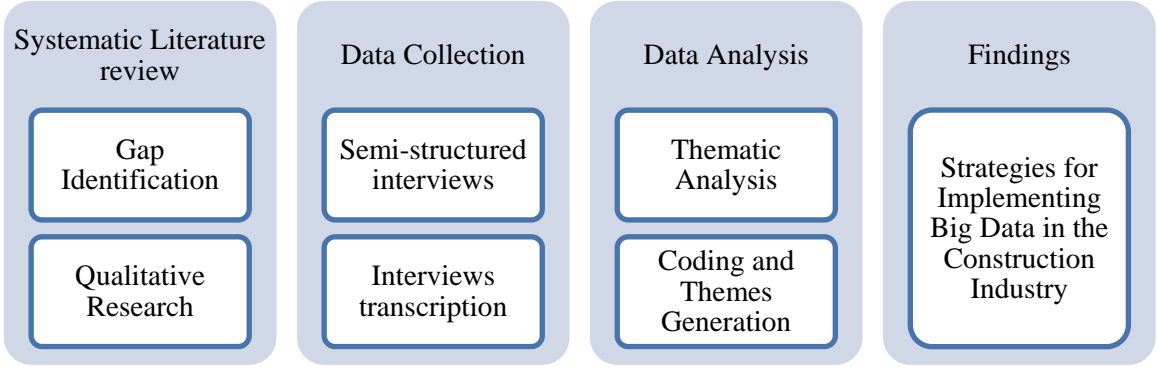 Systematic Literature
review
Gap
Identification
Qualitative
Research
Data Collection
Semi-structured
interviews
Interviews
transcription
Data Analysis
Thematic
Analysis
Coding and
Themes
Generation
Findings
Strategies for
Implementing
Big Data in the
Construction
Industry